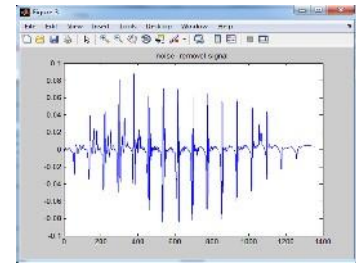 Figure 3
File Edit View Insert Tools Desktop Window Help
noise removel signal
0.1
0.08
0.06
0.04
0.02
0
-0.02
-0.04
-0.06
-0.08
-0.1
0 200 400 600 800 1000 1200 1400